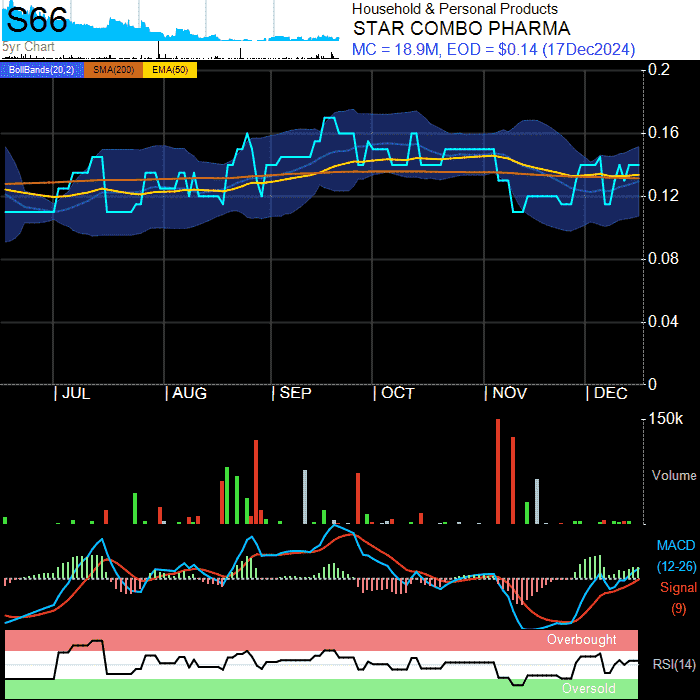 S66
5yr Chart
Household & Personal Products
STAR COMBO PHARMA
MC = 18.9M, EOD = $0.14 (17Dec2024)
BollBands(20,2) SMA(200) EMA(50)
0.2
0.16
0.12
0.08
0.04
0
JUL AUG SEP OCT NOV DEC
150k
Volume
MACD
(12-26)
Signal
(9)
Overbought
RSI(14)
Oversold